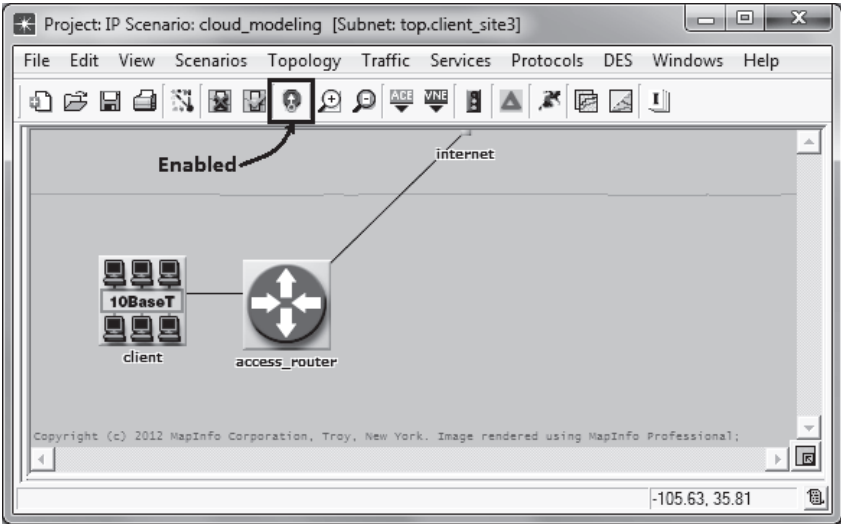 Project: IP Scenario: cloud_modeling [Subnet: top.client_site3]
File Edit View Scenarios Topology Traffic Services Protocols DES Windows Help
ACE VNE
Enabled
internet
10BaseT
client
access_router
Copyright (c) 2012 MapInfo Corporation, Troy, New York. Image rendered using MapInfo Professional;
-105.63, 35.81